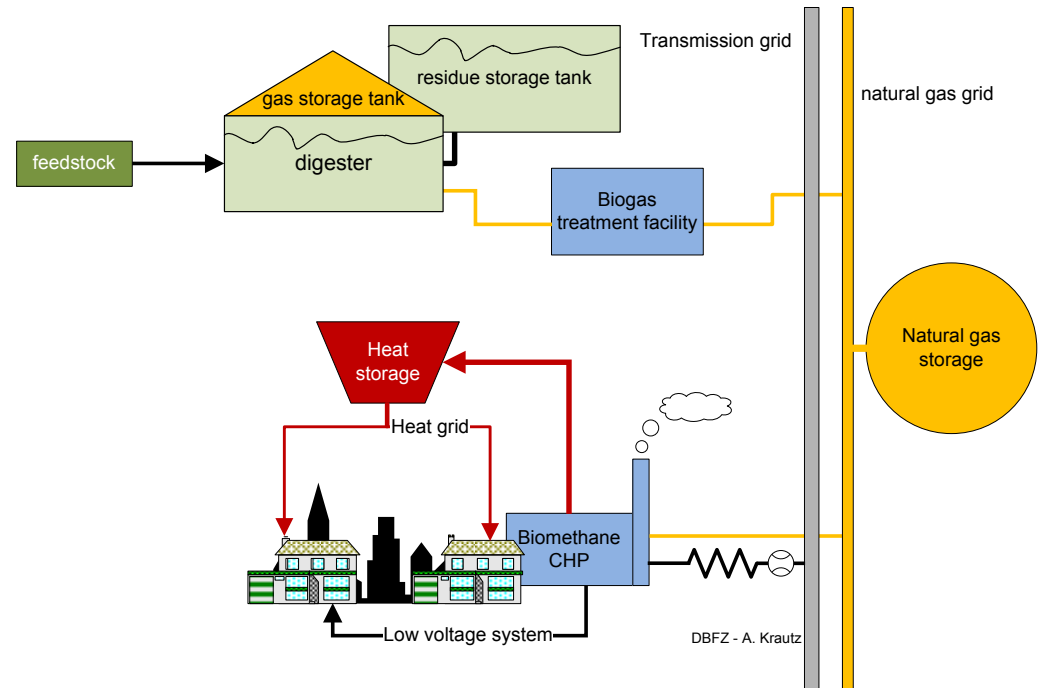 Transmission grid
residue storage tank
gas storage tank
natural gas grid
feedstock
digester
Biogas
treatment facility
Heat
storage
Natural gas
storage
Heat grid
Biomethane
CHP
Low voltage system
DBFZ - A. Krautz